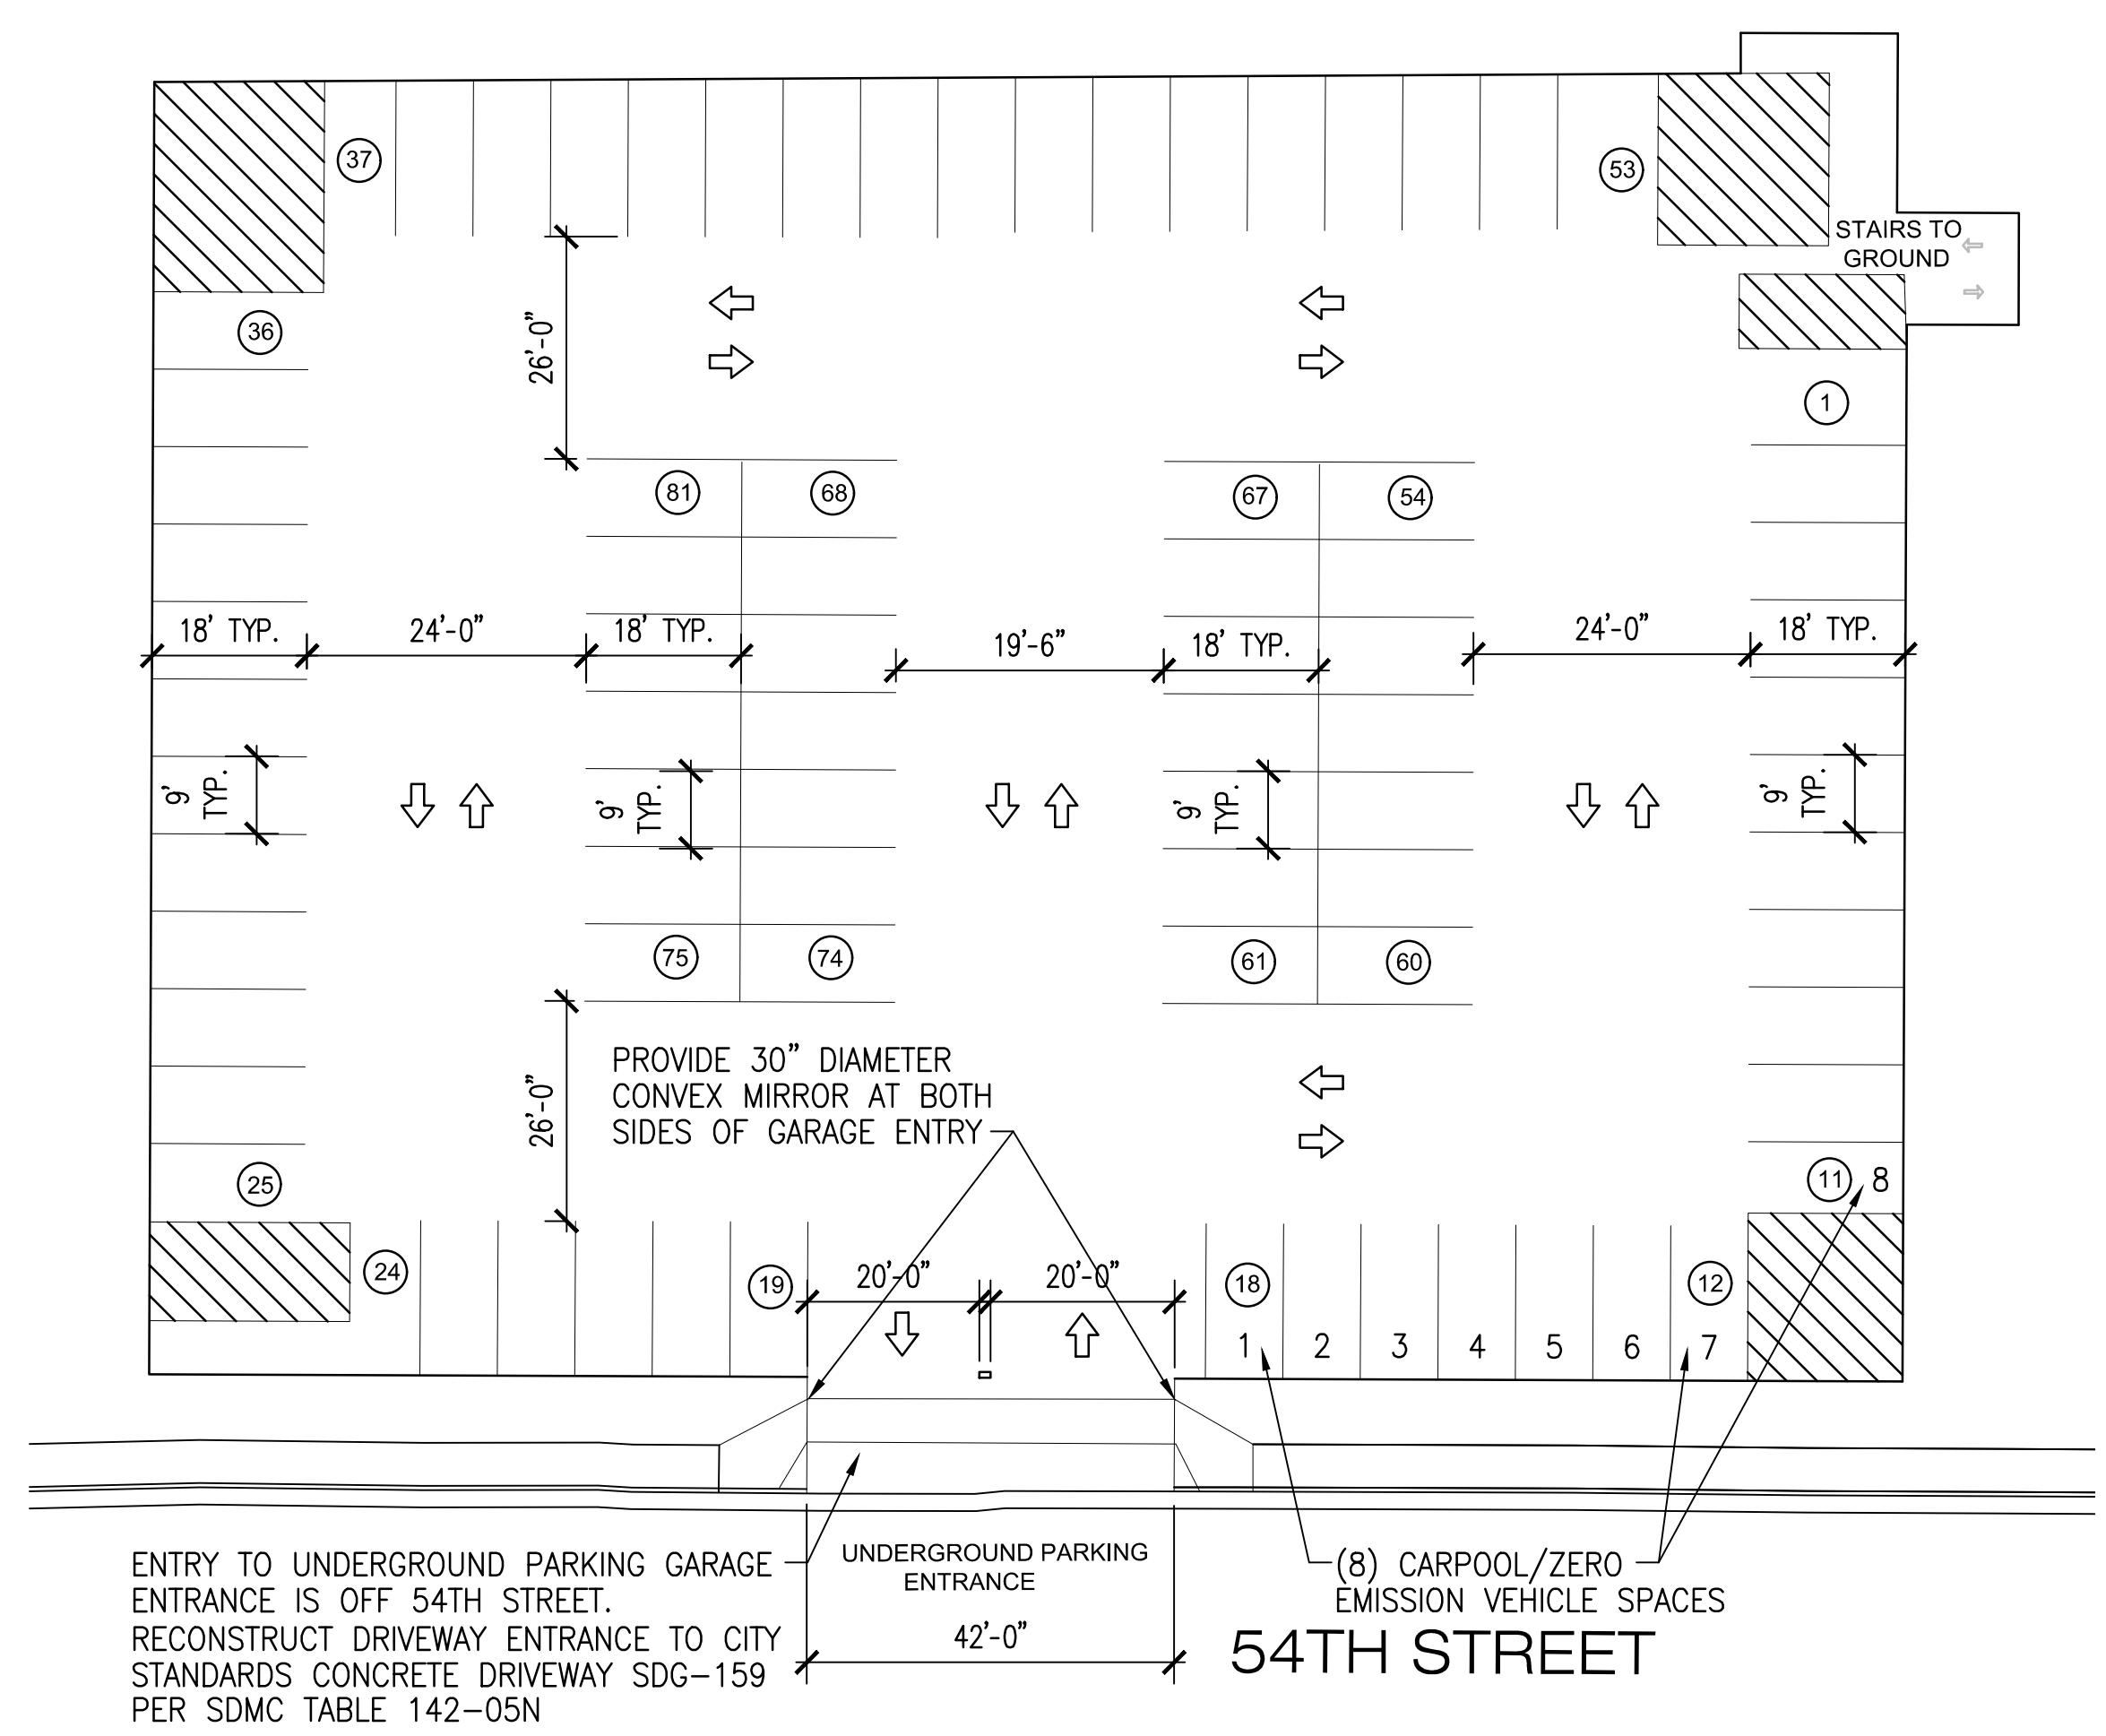 37
53
STAIRS TO
GROUND
36
26'-0"
1
81
68
67
54
18' TYP.
24'-0"
18' TYP.
19'-6"
18' TYP.
24'-0"
18' TYP.
9'
TYP.
9'
TYP.
9'
TYP.
9'
TYP.
75
74
61
60
PROVIDE 30" DIAMETER
CONVEX MIRROR AT BOTH
SIDES OF GARAGE ENTRY
26'-0"
25
11 8
24
19
20'-0"
20'-0"
18
12
1 2 3 4 5 6 7
ENTRY TO UNDERGROUND PARKING GARAGE
ENTRANCE IS OFF 54TH STREET.
RECONSTRUCT DRIVEWAY ENTRANCE TO CITY
STANDARDS CONCRETE DRIVEWAY SDG-159
PER SDMC TABLE 142-05N
UNDERGROUND PARKING
ENTRANCE
42'-0"
(8) CARPOOL/ZERO
EMISSION VEHICLE SPACES
54TH STREET